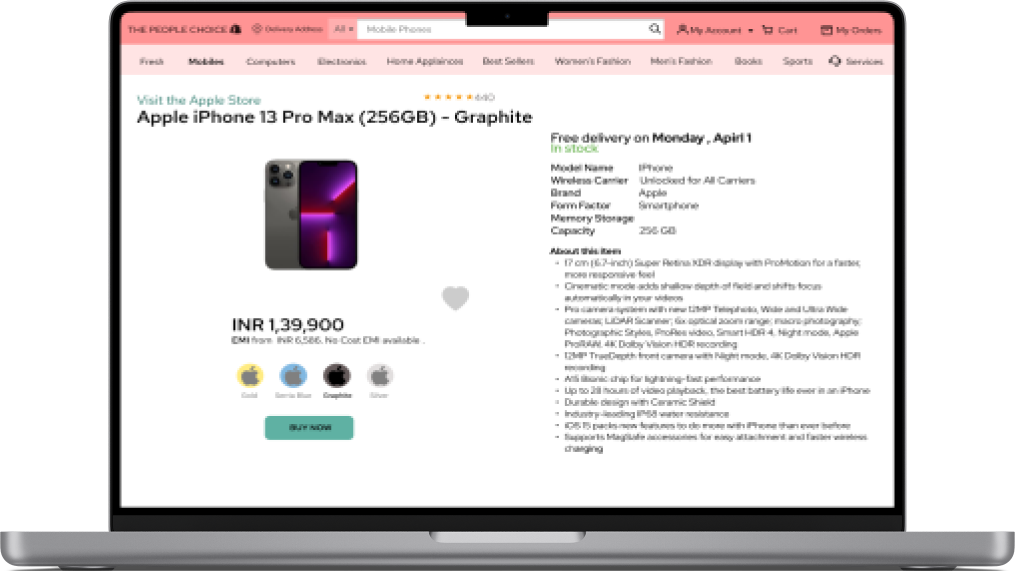 THE PEOPLE CHOICE Delivery Address All Mobile Phones My Account Cart My Orders
Fresh Mobiles Computers Electronics Home Applainces Best Sellers Women's Fashion Men's Fashion Books Sports Services
Visit the Apple Store 440
Apple iPhone 13 Pro Max (256GB) - Graphite
INR 1,39,900
EMI from INR 6,586. No Cost EMI available .
Gold Sierra Blue Graphite Silver
BUY NOW
Free delivery on Monday , Apirl 1
In stock
Model Name IPhone
Wireless Carrier Unlocked for All Carriers
Brand Apple
Form Factor Smartphone
Memory Storage
Capacity 256 GB
About this item
• 17 cm (6.7-inch) Super Retina XDR display with ProMotion for a faster,
more responsive feel
• Cinematic mode adds shallow depth of field and shifts focus
automatically in your videos
• Pro camera system with new 12MP Telephoto, Wide and Ultra Wide
cameras; LiDAR Scanner; 6x optical zoom range; macro photography;
Photographic Styles, ProRes video, Smart HDR 4, Night mode, Apple
ProRAW, 4K Dolby Vision HDR recording
• 12MP TrueDepth front camera with Night mode, 4K Dolby Vision HDR
recording
• A15 Bionic chip for lightning-fast performance
• Up to 28 hours of video playback, the best battery life ever in an iPhone
• Durable design with Ceramic Shield
• Industry-leading IP68 water resistance
• iOS 15 packs new features to do more with iPhone than ever before
• Supports MagSafe accessories for easy attachment and faster wireless
charging